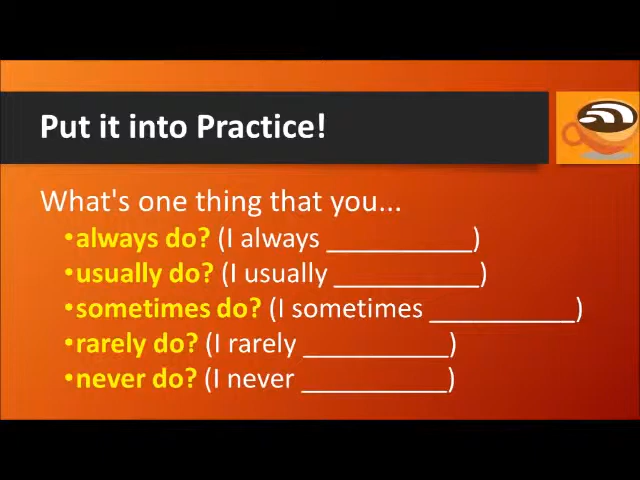 Put it into Practice!
What's one thing that you...
•always do? (I always __________)
•usually do? (I usually __________)
•sometimes do? (I sometimes __________)
•rarely do? (I rarely __________)
•never do? (I never __________)